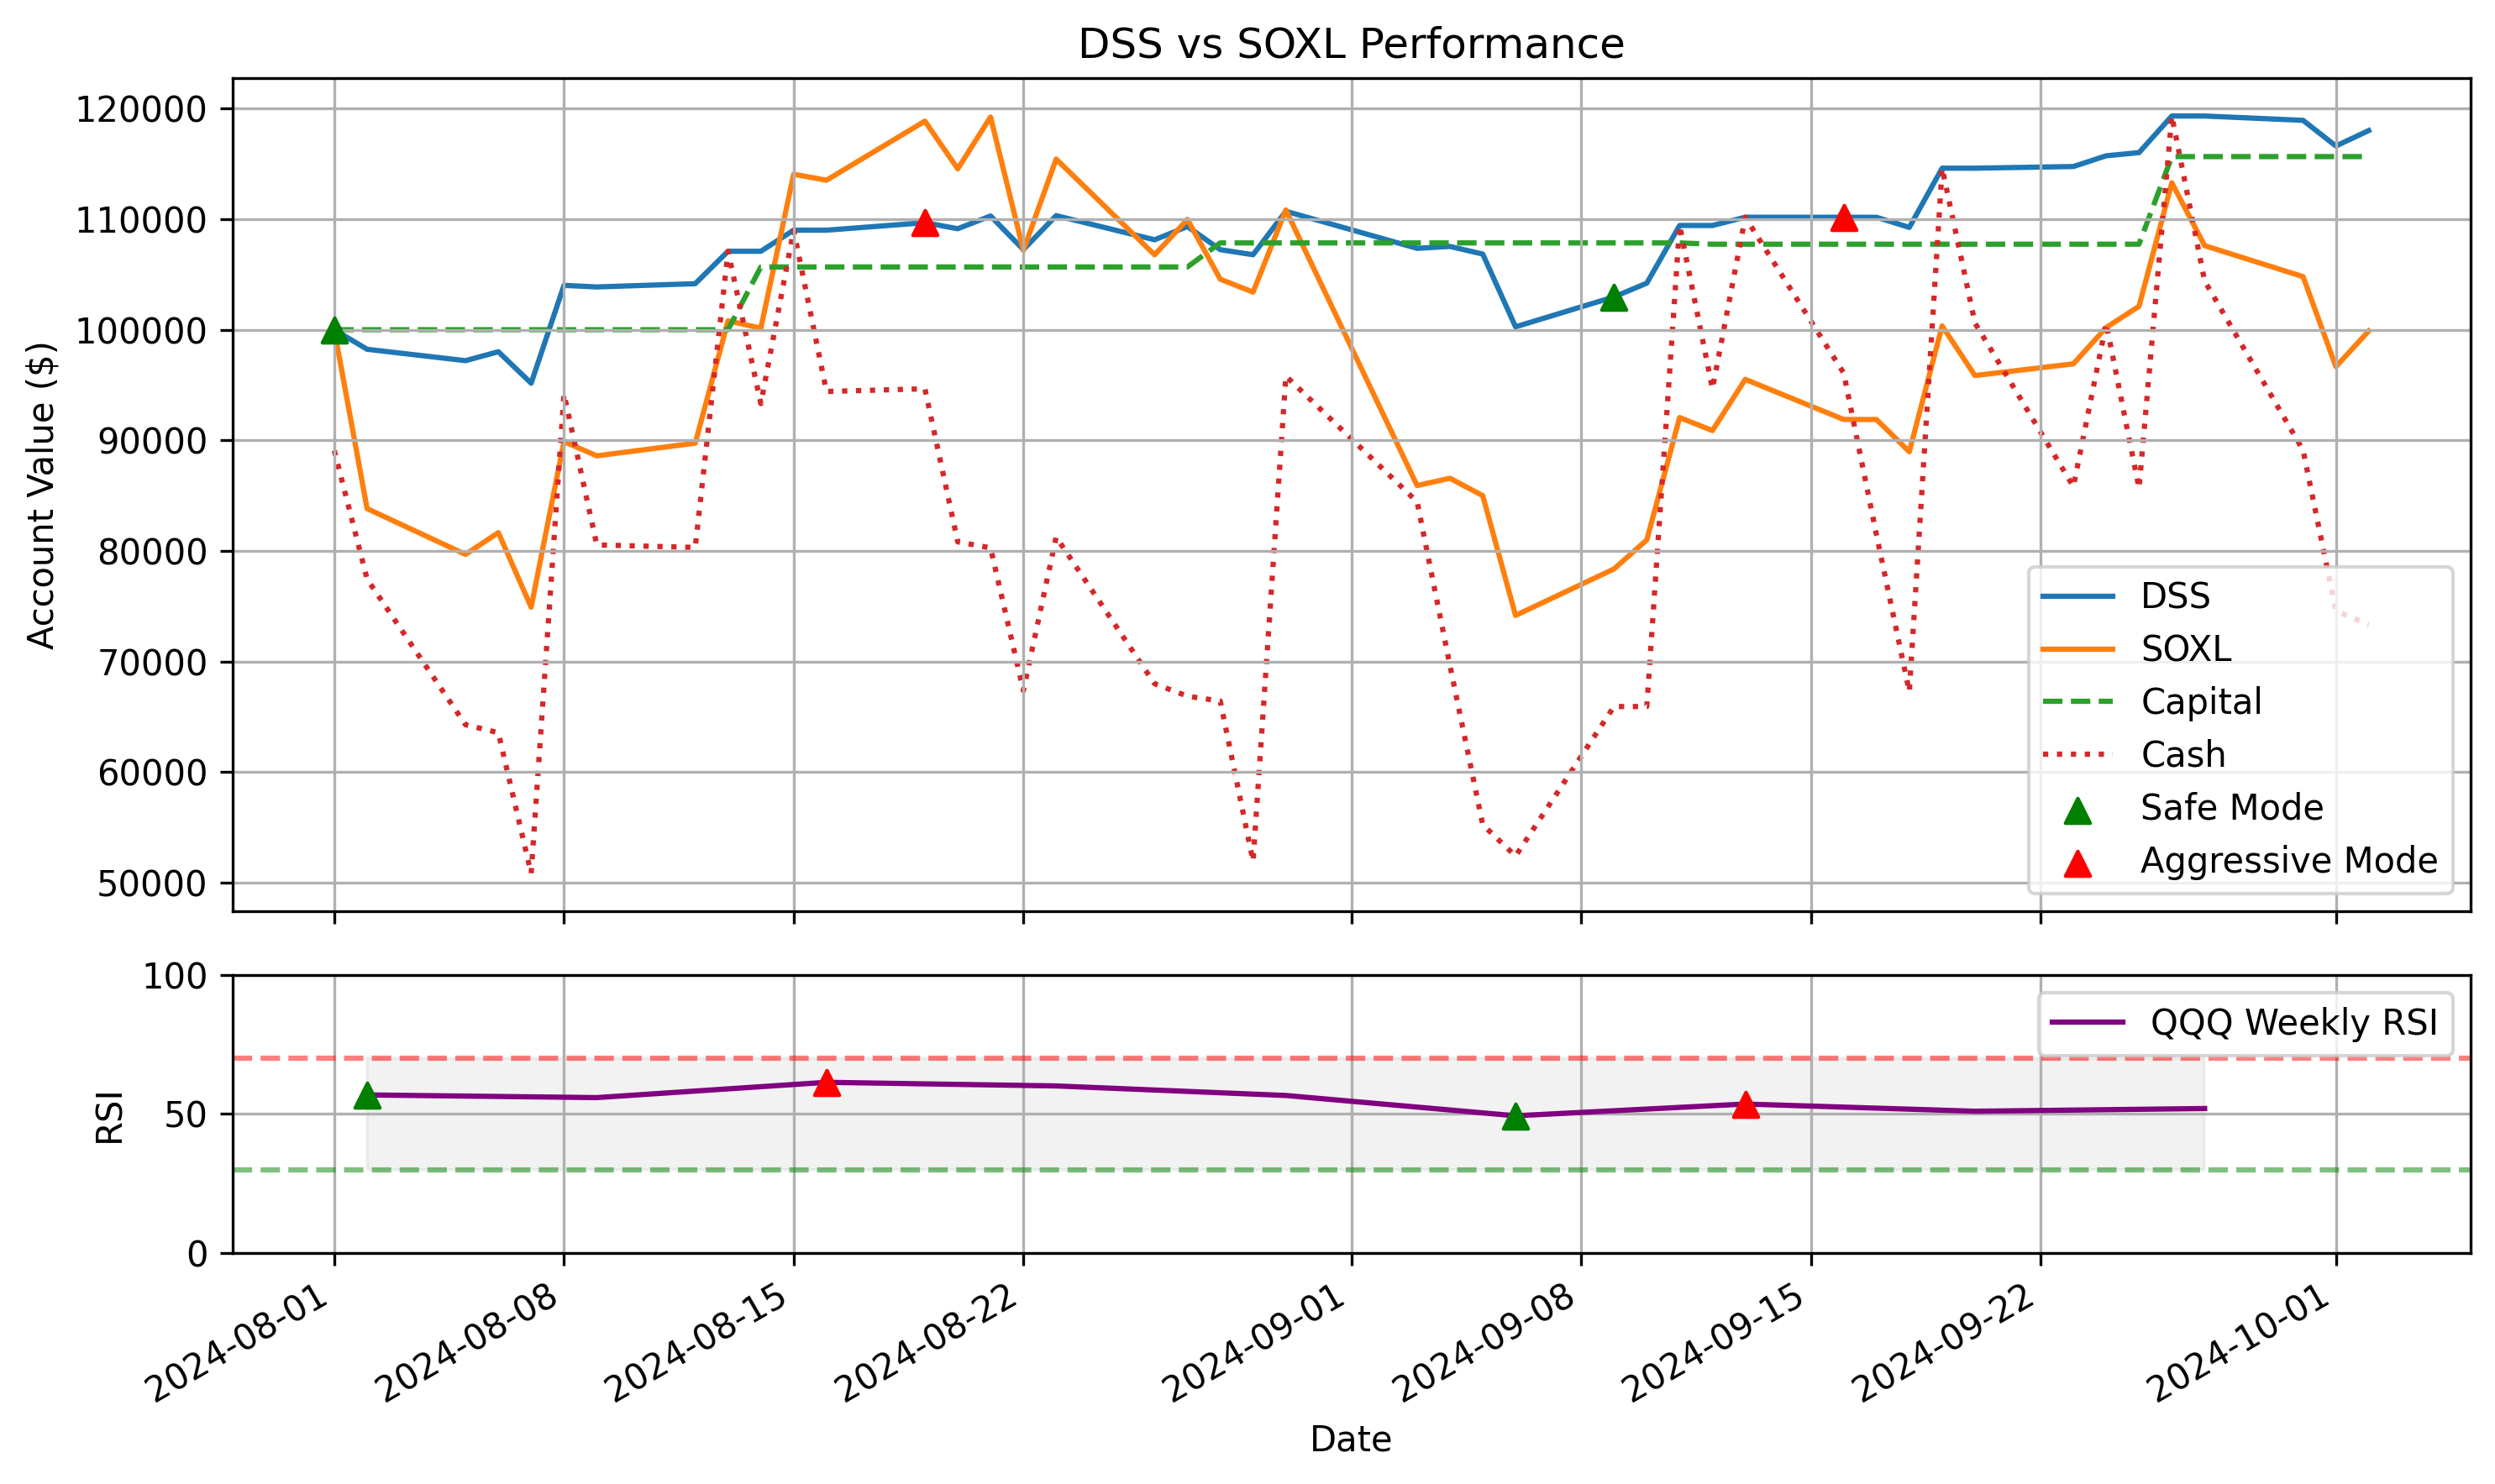 DSS vs SOXL Performance
120000
110000
100000
90000
80000
70000
60000
50000
Account Value ($)
DSS
SOXL
Capital
Cash
Safe Mode
Aggressive Mode
100
50
0
RSI
QQQ Weekly RSI
2024-08-01
2024-08-08
2024-08-15
2024-08-22
2024-09-01
2024-09-08
2024-09-15
2024-09-22
2024-10-01
Date